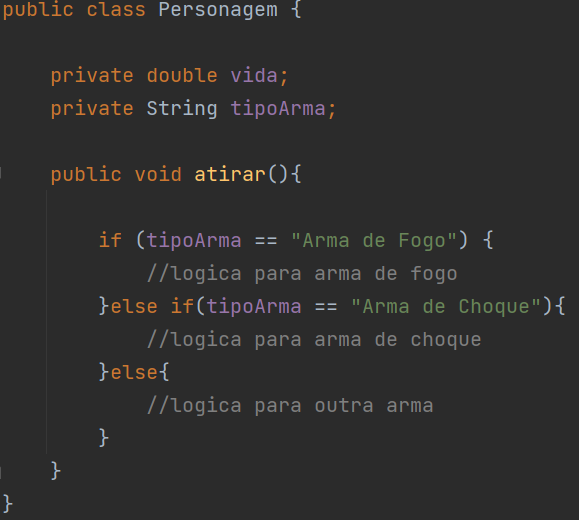 public class Personagem {
private double vida;
private String tipoArma;
public void atirar(){
if (tipoArma == "Arma de Fogo") {
//logica para arma de fogo
}else if(tipoArma == "Arma de Choque"){
//logica para arma de choque
}else{
//logica para outra arma
}
}
}